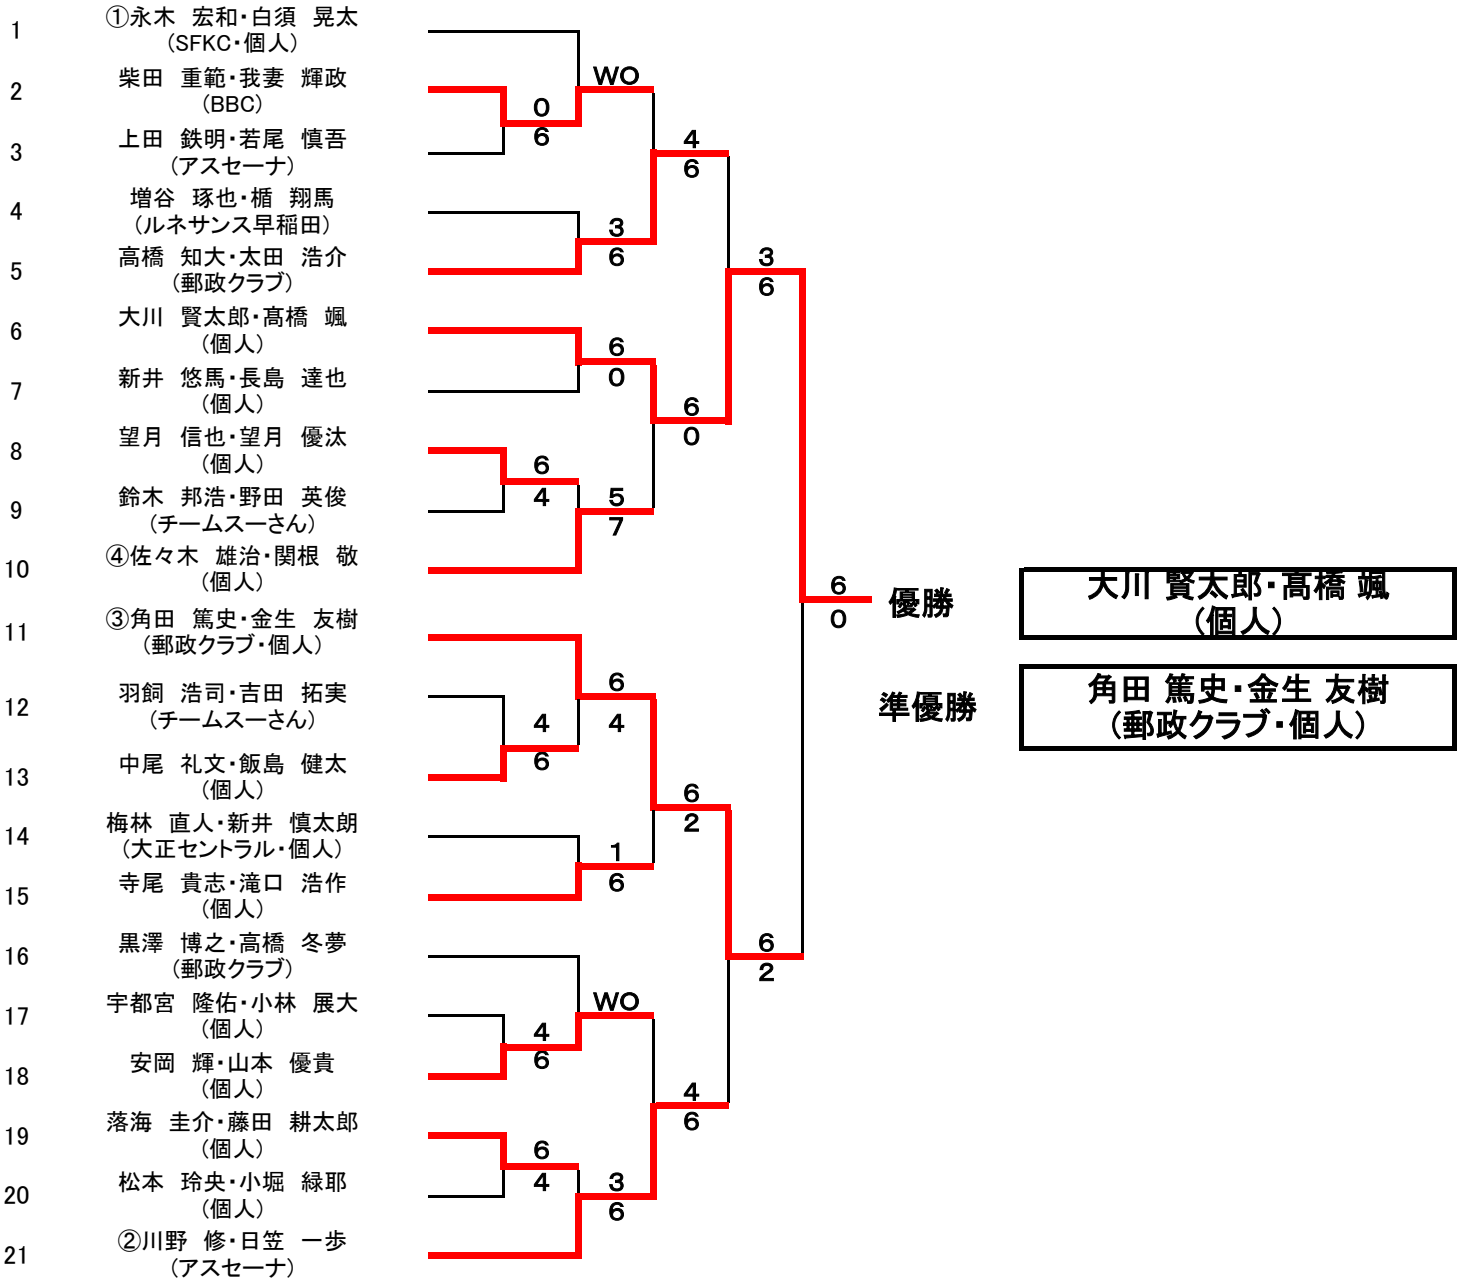 1
①永木　宏和・白須　晃太
(SFKC・個人)
2
柴田　重範・我妻　輝政
(BBC)
3
上田　鉄明・若尾　慎吾
(アスセーナ)
4
増谷　琢也・楯　翔馬
(ルネサンス早稲田)
5
高橋　知大・太田　浩介
(郵政クラブ)
6
大川　賢太郎・髙橋　颯
(個人)
7
新井　悠馬・長島　達也
(個人)
8
望月　信也・望月　優汰
(個人)
9
鈴木　邦浩・野田　英俊
(チームスーさん)
10
④佐々木　雄治・関根　敬
(個人)
11
③角田　篤史・金生　友樹
(郵政クラブ・個人)
12
羽飼　浩司・吉田　拓実
(チームスーさん)
13
中尾　礼文・飯島　健太
(個人)
14
梅林　直人・新井　慎太朗
(大正セントラル・個人)
15
寺尾　貴志・滝口　浩作
(個人)
16
黒澤　博之・高橋　冬夢
(郵政クラブ)
17
宇都宮　隆佑・小林　展大
(個人)
18
安岡　輝・山本　優貴
(個人)
19
落海　圭介・藤田　耕太郎
(個人)
20
松本　玲央・小堀　緑耶
(個人)
21
②川野　修・日笠　一歩
(アスセーナ)
0
6
6
4
4
6
4
6
6
4
WO
3
6
6
0
5
7
6
4
1
6
WO
3
6
4
6
6
0
6
2
4
6
3
6
6
2
6
0
優勝
大川 賢太郎・髙橋 颯
(個人)
準優勝
角田 篤史・金生 友樹
(郵政クラブ・個人)